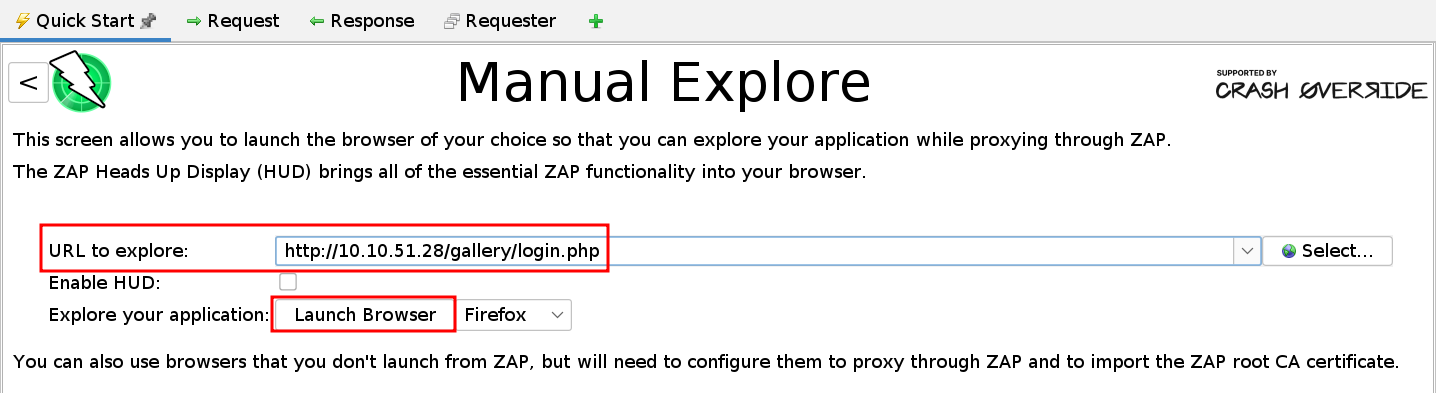 Quick Start Request Response Requester
< Manual Explore
SUPPORTED BY
CRASH ØVERRIDE
This screen allows you to launch the browser of your choice so that you can explore your application while proxying through ZAP.
The ZAP Heads Up Display (HUD) brings all of the essential ZAP functionality into your browser.
URL to explore: http://10.10.51.28/gallery/login.php Select...
Enable HUD:
Explore your application: Launch Browser Firefox
You can also use browsers that you don't launch from ZAP, but will need to configure them to proxy through ZAP and to import the ZAP root CA certificate.